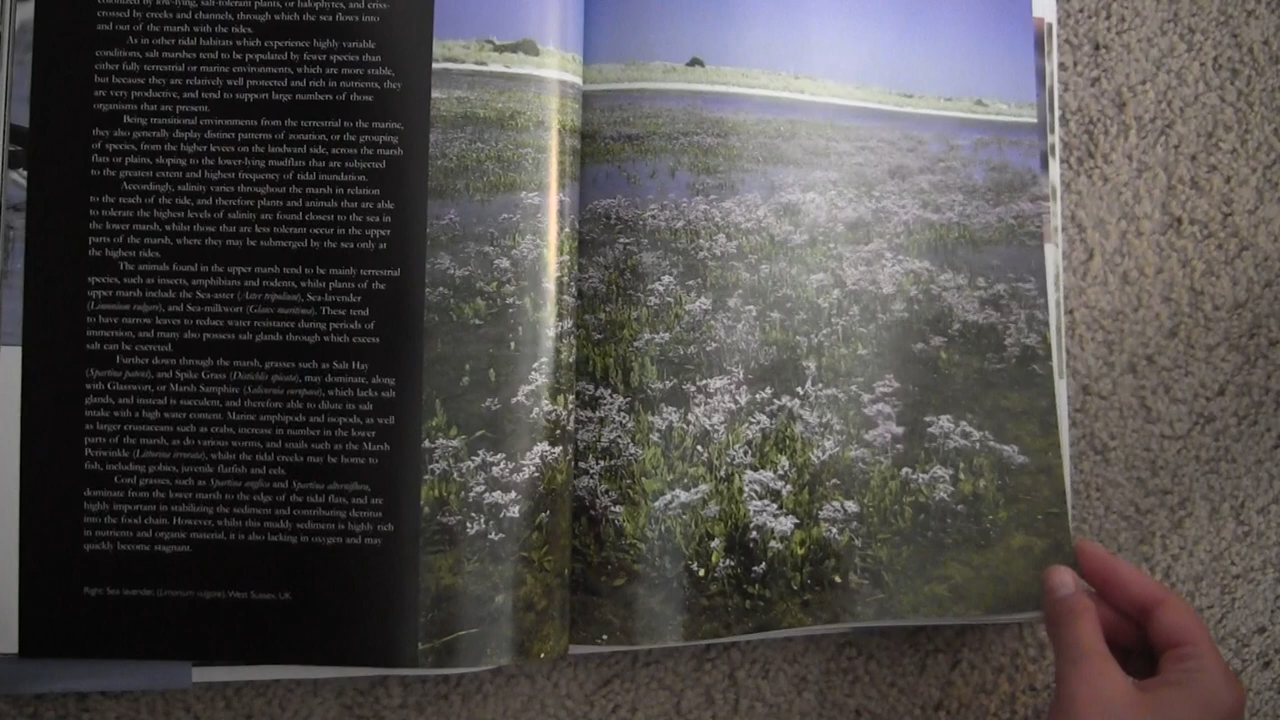 colonized by low-lying, salt-tolerant plants, or halophytes, and criss-
crossed by creeks and channels, through which the sea flows into
and out of the marsh with the tides.
As in other tidal habitats which experience highly variable
conditions, salt marshes tend to be populated by fewer species than
either fully terrestrial or marine environments, which are more stable,
but because they are relatively well protected and rich in nutrients, they
are very productive, and tend to support large numbers of those
organisms that are present.
Being transitional environments from the terrestrial to the marine,
they also generally display distinct patterns of zonation, or the grouping
of species, from the higher levees on the landward side, across the marsh
flats or plains, sloping to the lower-lying mudflats that are subjected
to the greatest extent and highest frequency of tidal inundation.
Accordingly, salinity varies throughout the marsh in relation
to the reach of the tide, and therefore plants and animals that are able
to tolerate the highest levels of salinity are found closest to the sea in
the lower marsh, whilst those that are less tolerant occur in the upper
parts of the marsh, where they may be submerged by the sea only at
the highest tides.
The animals found in the upper marsh tend to be mainly terrestrial
species, such as insects, amphibians and rodents, whilst plants of the
upper marsh include the Sea-aster (Aster tripolium), Sea-lavender
(Limonium vulgare), and Sea-milkwort (Glaux maritima). These tend
to have narrow leaves to reduce water resistance during periods of
immersion, and many also possess salt glands through which excess
salt can be excreted.
Further down through the marsh, grasses such as Salt Hay
(Spartina patens), and Spike Grass (Distichlis spicata), may dominate, along
with Glasswort, or Marsh Samphire (Salicornia europaea), which lacks salt
glands, and instead is succulent, and therefore able to dilute its salt
intake with a high water content. Marine amphipods and isopods, as well
as larger crustaceans such as crabs, increase in number in the lower
parts of the marsh, as do various worms, and snails such as the Marsh
Periwinkle (Littorina irrorata), whilst the tidal creeks may be home to
fish, including gobies, juvenile flatfish and eels.
Cord grasses, such as Spartina anglica and Spartina alterniflora,
dominate from the lower marsh to the edge of the tidal flats, and are
highly important in stabilizing the sediment and contributing detritus
into the food chain. However, whilst this muddy sediment is highly rich
in nutrients and organic material, it is also lacking in oxygen and may
quickly become stagnant.
Right: Sea lavender, (Limonium vulgare), West Sussex, UK.